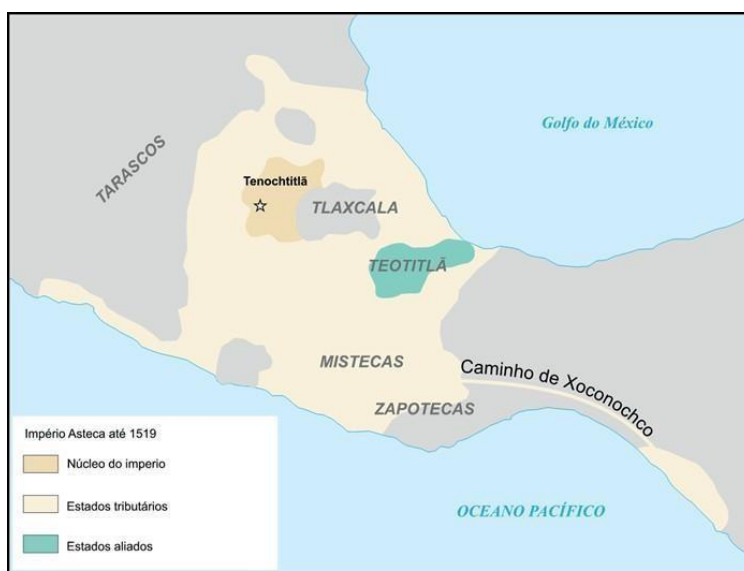 Golfo do México
TARASCOS
Tenochtitlã
TLAXCALA
TEOTITLÃ
MISTECAS
Caminho de Xoconochco
ZAPOTECAS
Império Asteca até 1519
Núcleo do imperio
Estados tributários
Estados aliados
OCEANO PACÍFICO